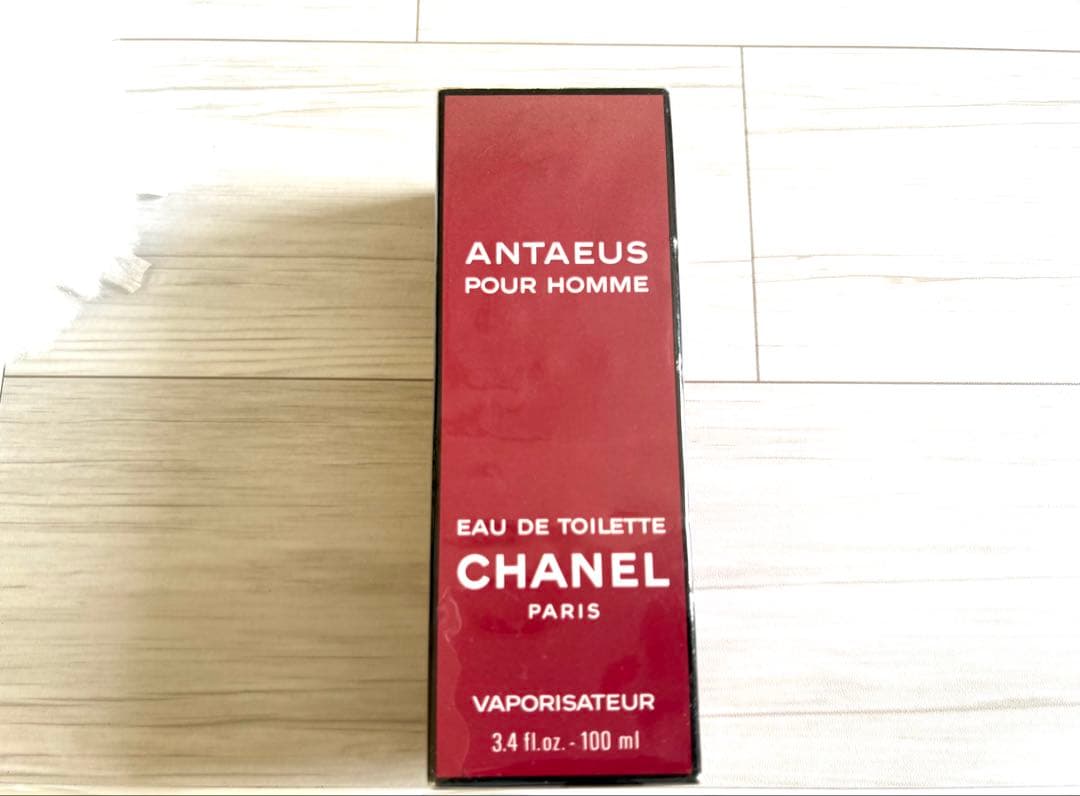 ANTAEUS
POUR HOMME
EAU DE TOILETTE
CHANEL
PARIS
VAPORISATEUR
3.4 fl.oz. - 100 ml